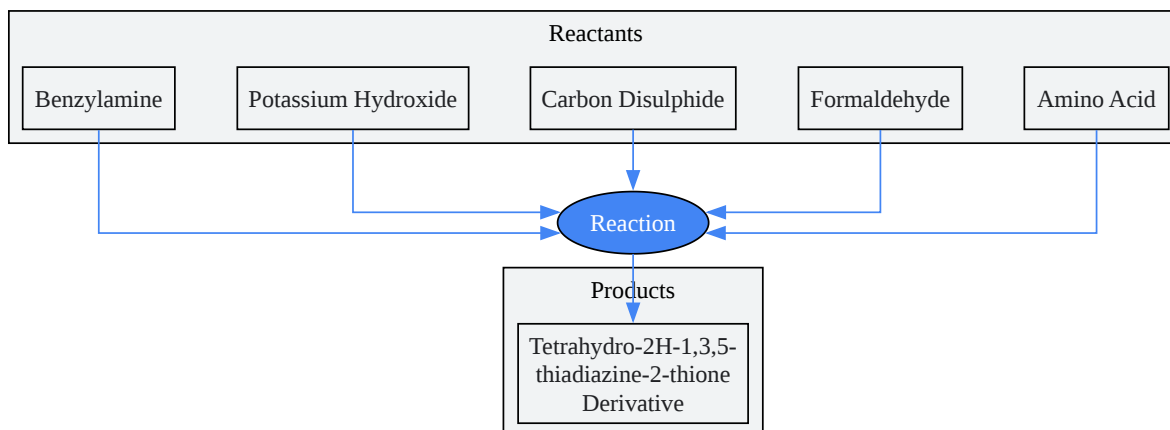 Reactants
Benzylamine
Potassium Hydroxide
Carbon Disulphide
Formaldehyde
Amino Acid
Reaction
Products
Tetrahydro-2H-1,3,5-
thiadiazine-2-thione
Derivative